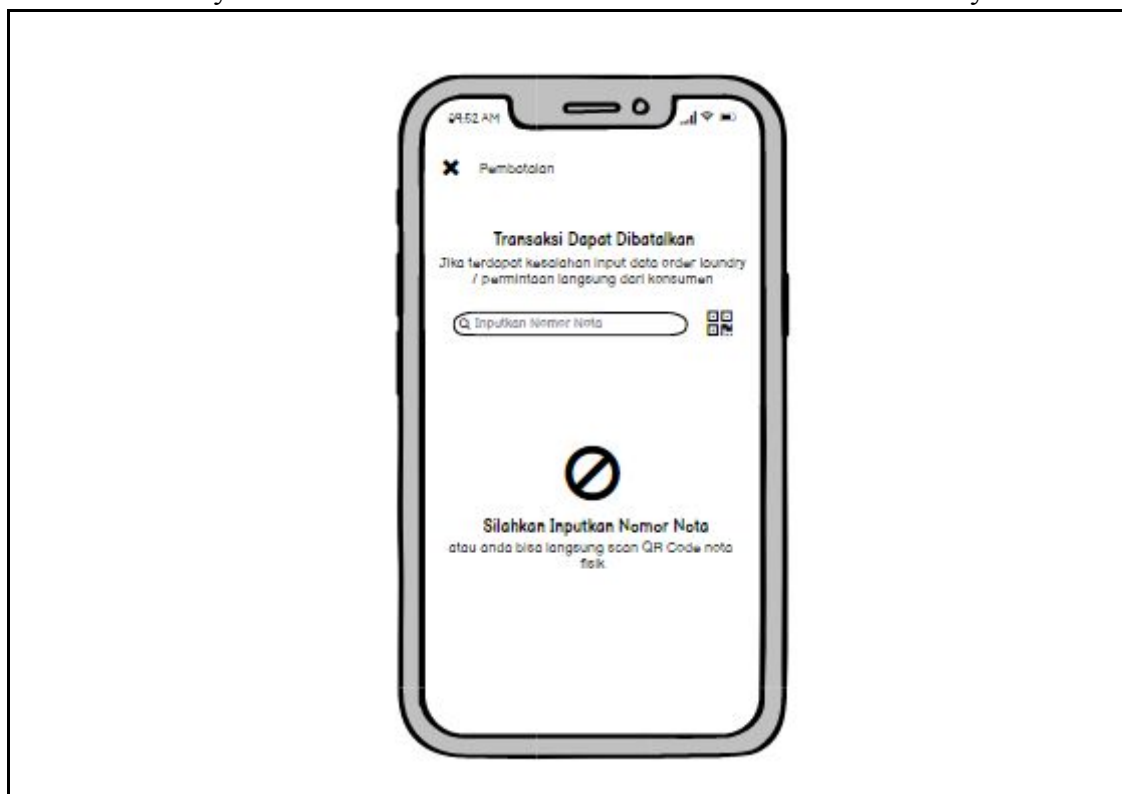 09:52 AM
Pembatalan
Transaksi Dapat Dibatalkan
Jika terdapat kesalahan input data order laundry
/ permintaan langsung dari konsumen
Inputkan Nomor Nota
Silahkan Inputkan Nomor Nota
atau anda bisa langsung scan QR Code nota
fisik